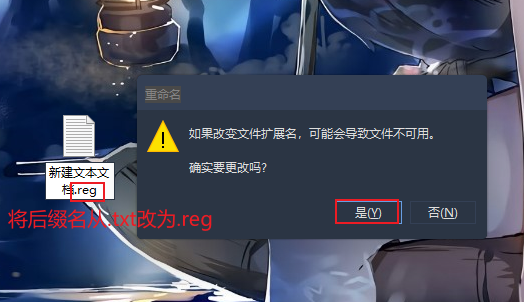 重命名
如果改变文件扩展名，可能会导致文件不可用。
确实要更改吗?
是(Y)
否(N)
新建文本文
档.reg
将后缀名从.txt改为.reg